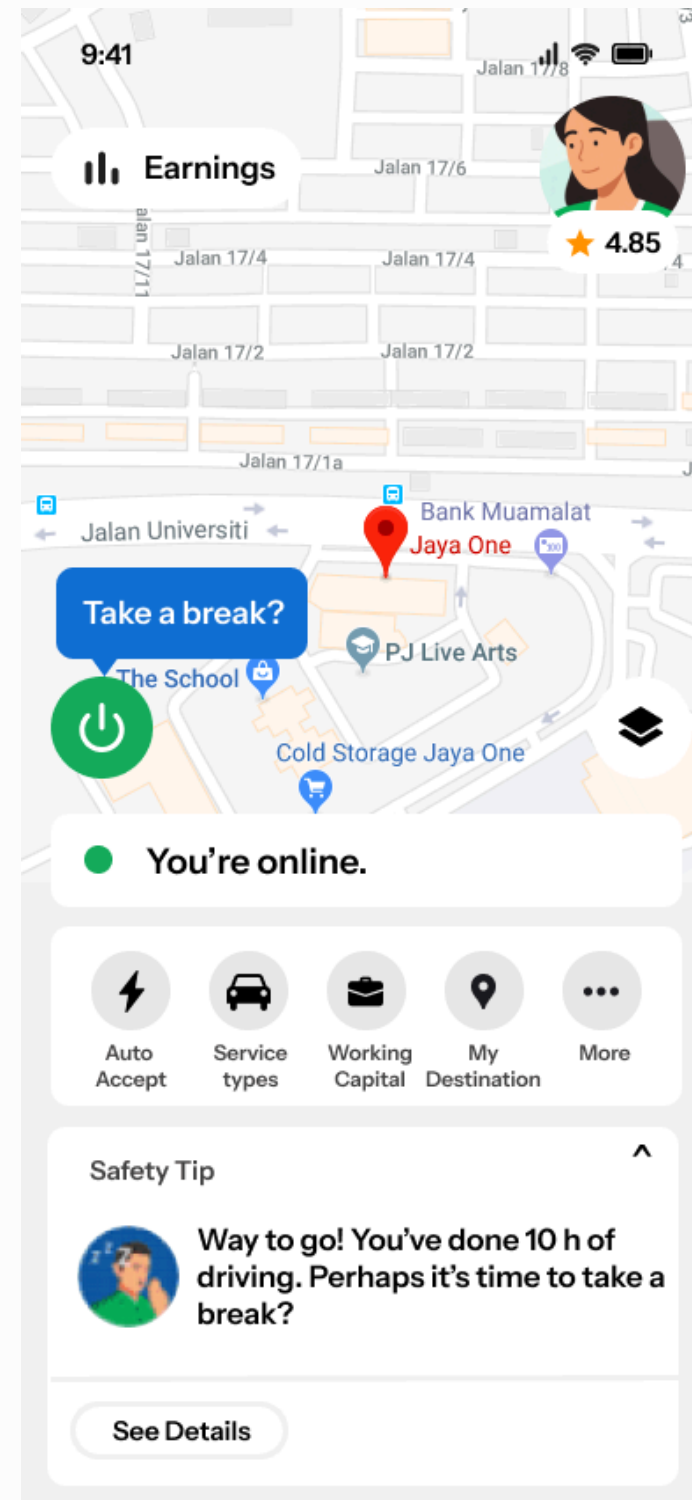 9:41
Jalan 17/8
Earnings
Jalan 17/6
4.85
alan 17/11
Jalan 17/4
Jalan 17/4
4
Jalan 17/2
Jalan 17/2
Jalan 17/1a
J
Bank Muamalat
Jalan Universiti
Jaya One
Take a break?
PJ Live Arts
The School
Cold Storage Jaya One
You’re online.
Auto
Accept
Service
types
Working
Capital
My
Destination
More
Safety Tip
Way to go! You’ve done 10 h of
driving. Perhaps it’s time to take a
break?
See Details